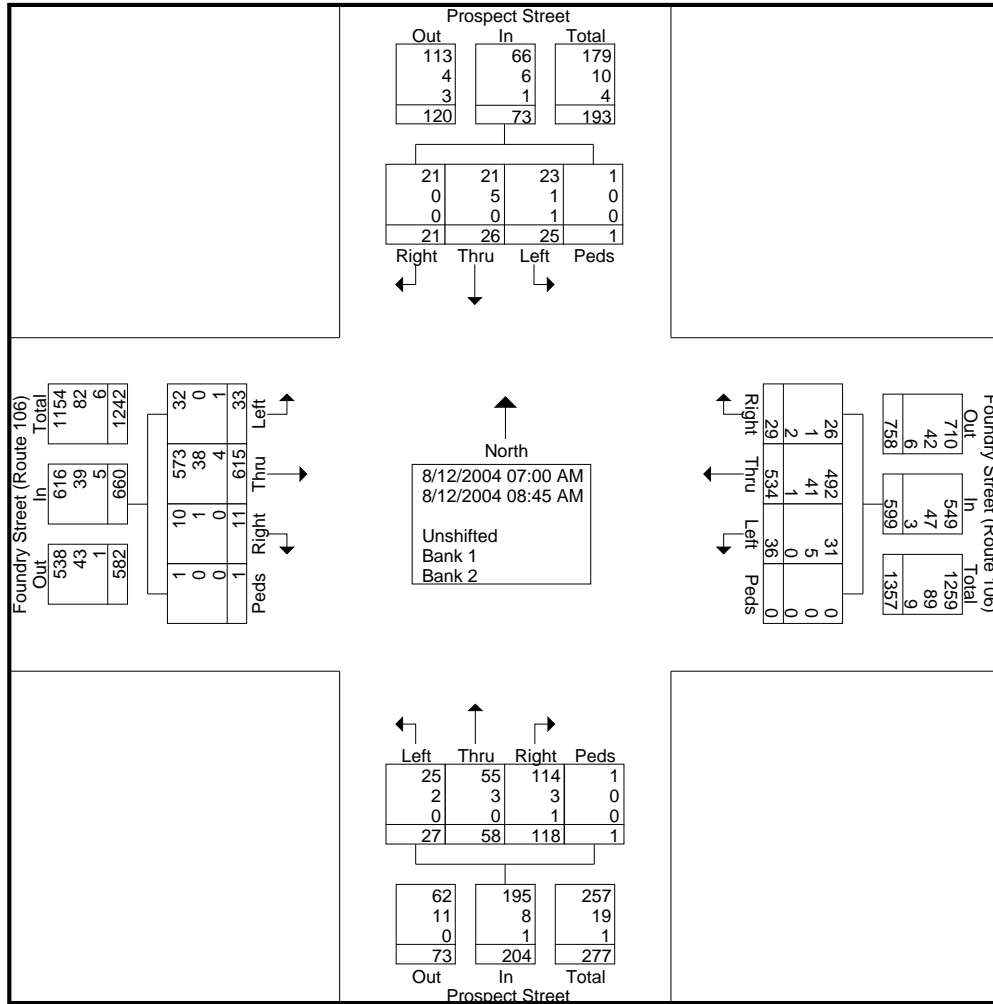 Prospect Street
Out In Total
113 66 179
4 6 10
3 1 4
120 73 193
21 21 23 1
0 5 1 0
0 0 1 0
21 26 25 1
Right Thru Left Peds
Foundry Street (Route 106)
Total In Out
1154 616 538
82 39 43
6 5 1
1242 660 582
32 573 10 1
0 38 1 0
1 4 0 0
33 615 11 1
Left Thru Right Peds
North
8/12/2004 07:00 AM
8/12/2004 08:45 AM
Unshifted
Bank 1
Bank 2
Right Thru Left Peds
29 534 36 0
2 1 0 0
1 41 5 0
26 492 31 0
Foundry Street (Route 106)
Out In Total
710 549 1259
42 47 89
6 3 9
758 599 1357
Left Thru Right Peds
25 55 114 1
2 3 3 0
0 0 1 0
27 58 118 1
62 195 257
11 8 19
0 1 1
73 204 277
Out In Total
Prospect Street